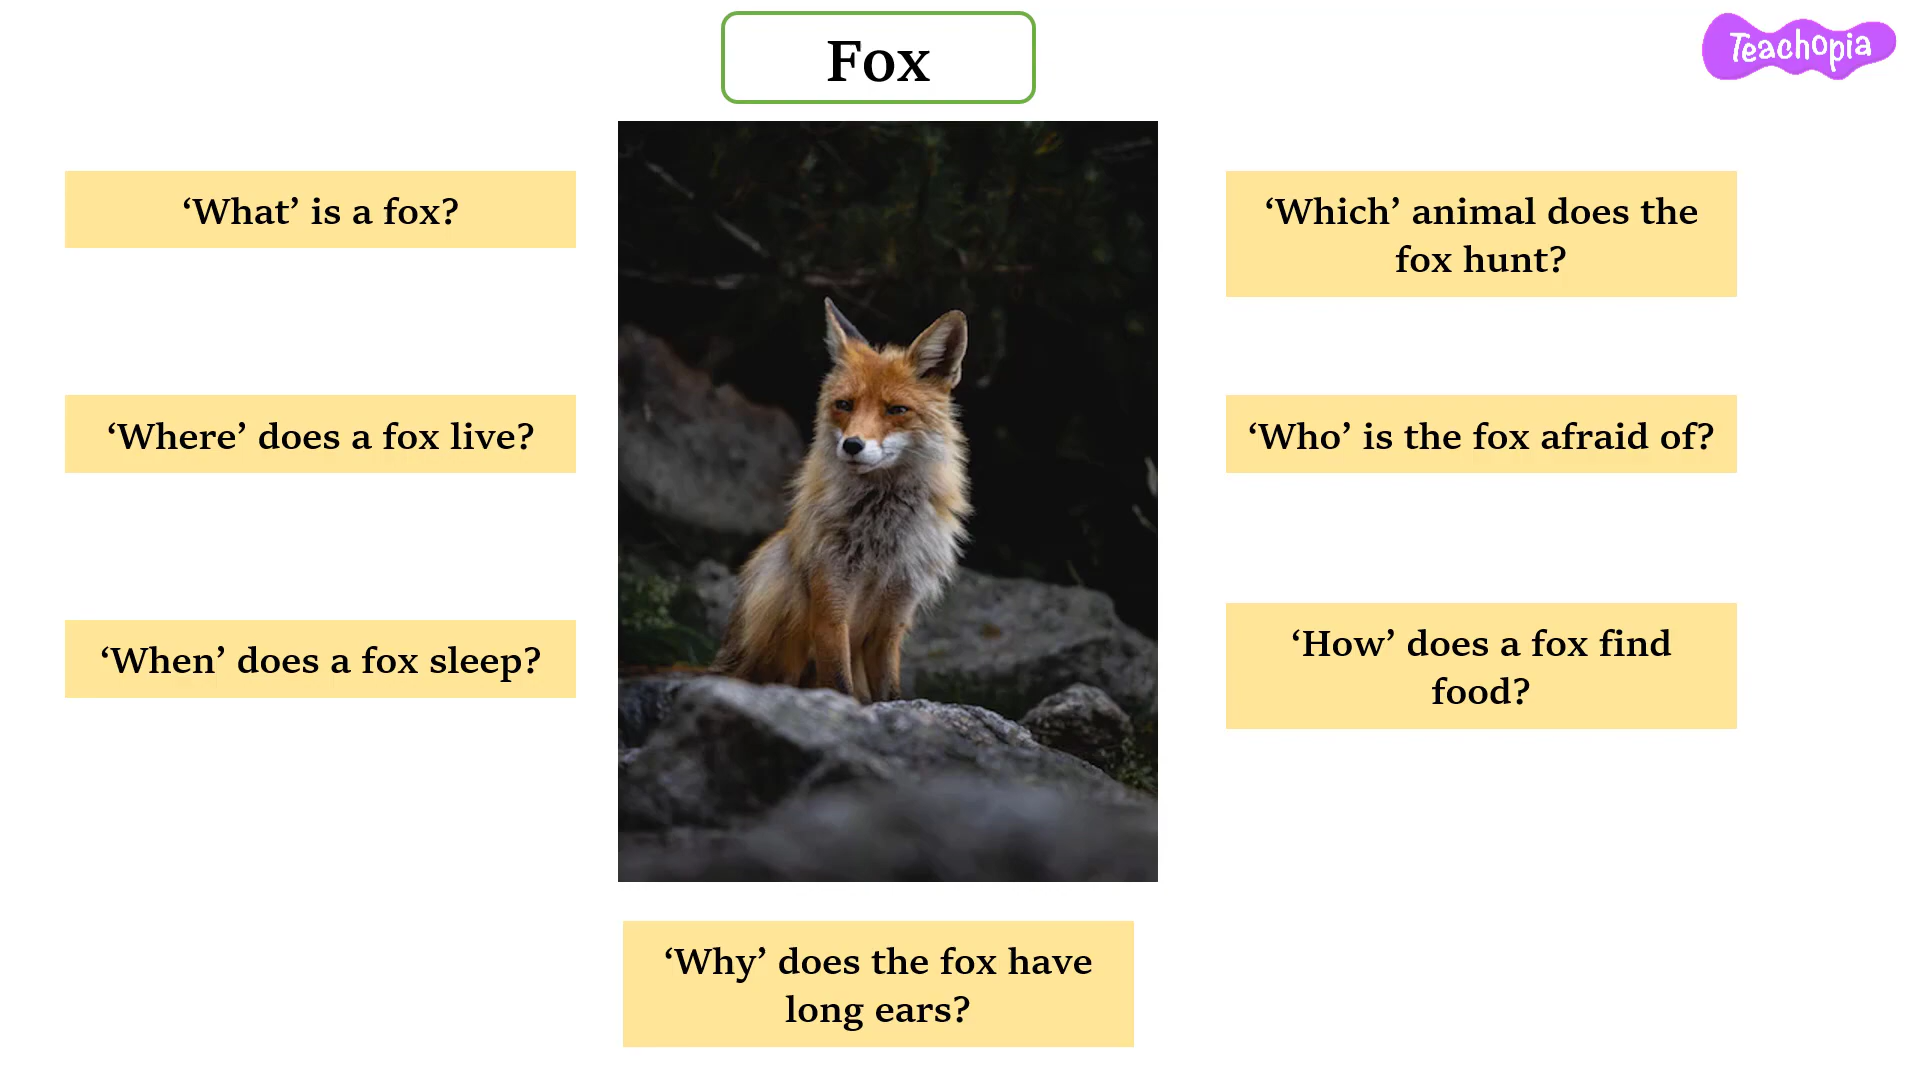 Fox
Teachopia
‘What’ is a fox?
‘Where’ does a fox live?
‘When’ does a fox sleep?
‘Which’ animal does the
fox hunt?
‘Who’ is the fox afraid of?
‘How’ does a fox find
food?
‘Why’ does the fox have
long ears?